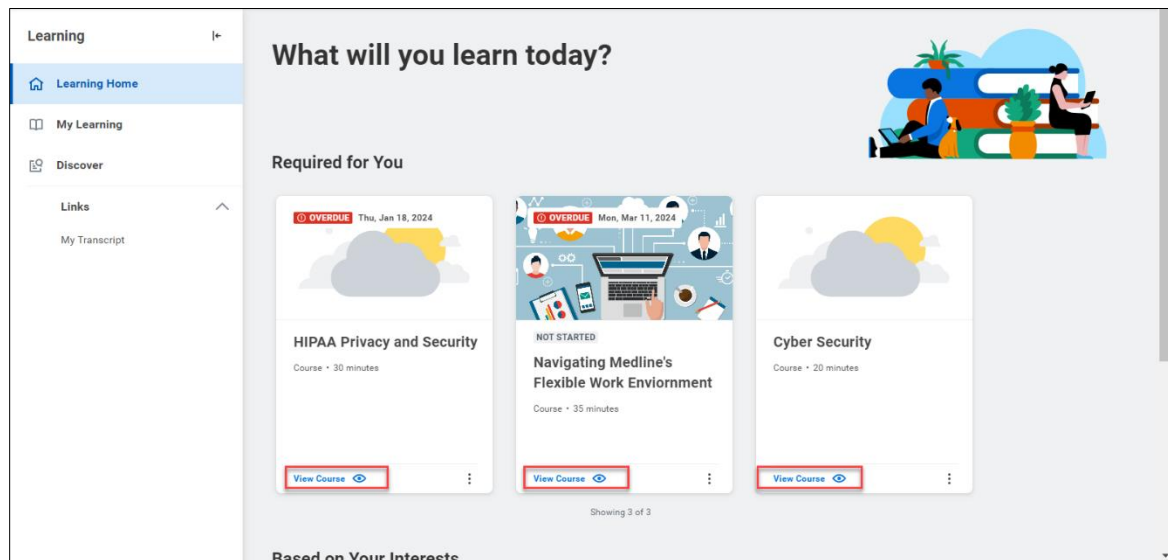 Learning
Learning Home
My Learning
Discover
Links
My Transcript
What will you learn today?
Required for You
OVERDUE Thu, Jan 18, 2024
HIPAA Privacy and Security
Course • 30 minutes
View Course
OVERDUE Mon, Mar 11, 2024
NOT STARTED
Navigating Medline's
Flexible Work Enviornment
Course • 35 minutes
View Course
Cyber Security
Course • 20 minutes
View Course
Showing 3 of 3
Based on Your Interests